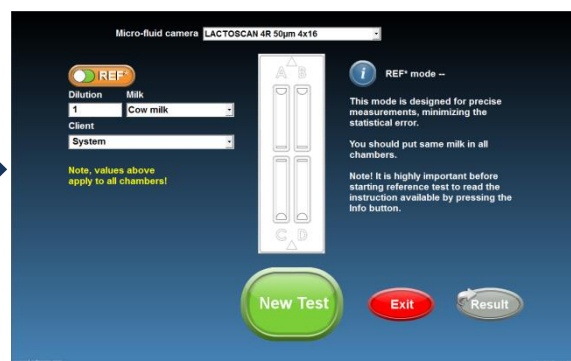 Micro-fluid camera LACTOSCAN 4R 50µm 4x16
REF*
Dilution Milk
1 Cow milk
Client
System
Note, values above
apply to all chambers!
A B
C D
i REF* mode --
This mode is designed for precise
measurements, minimizing the
statistical error.
You should put same milk in all
chambers.
Note! It is highly important before
starting reference test to read the
instruction available by pressing the
Info button.
New Test
Exit
Result